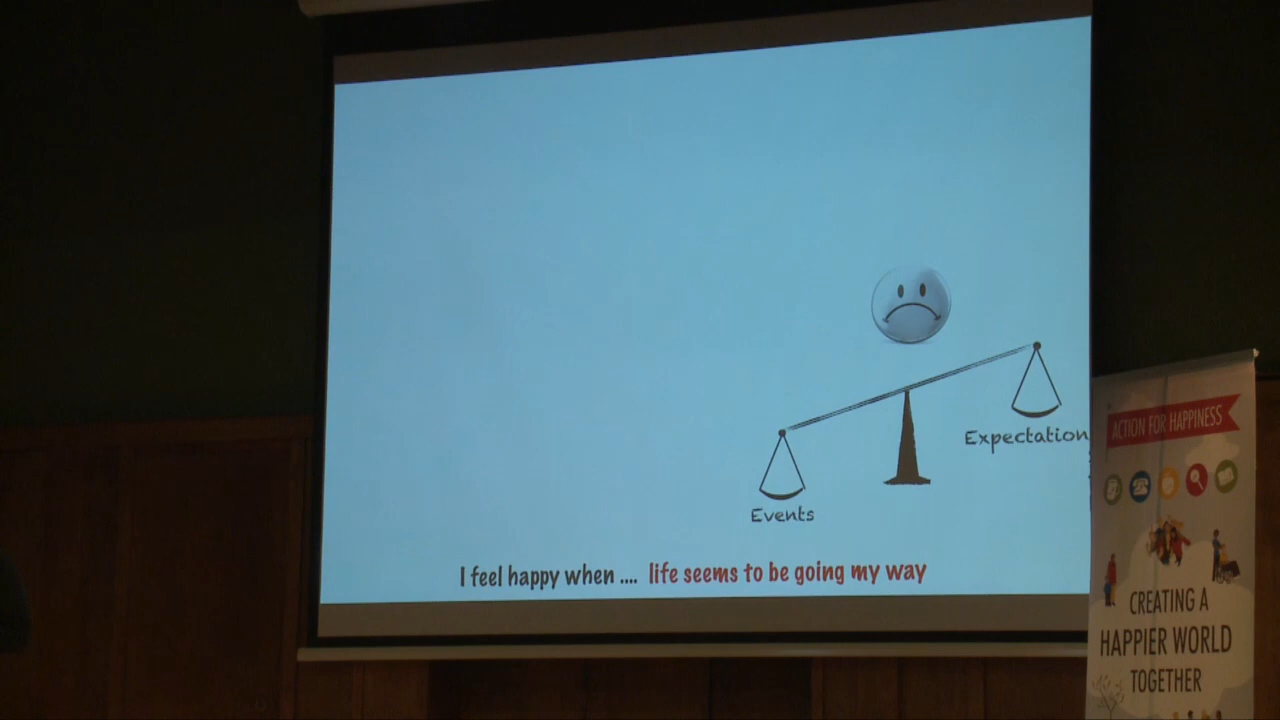 Expectation
Events
I feel happy when .... life seems to be going my way
ACTION FOR HAPPINESS
CREATING A
HAPPIER WORLD
TOGETHER